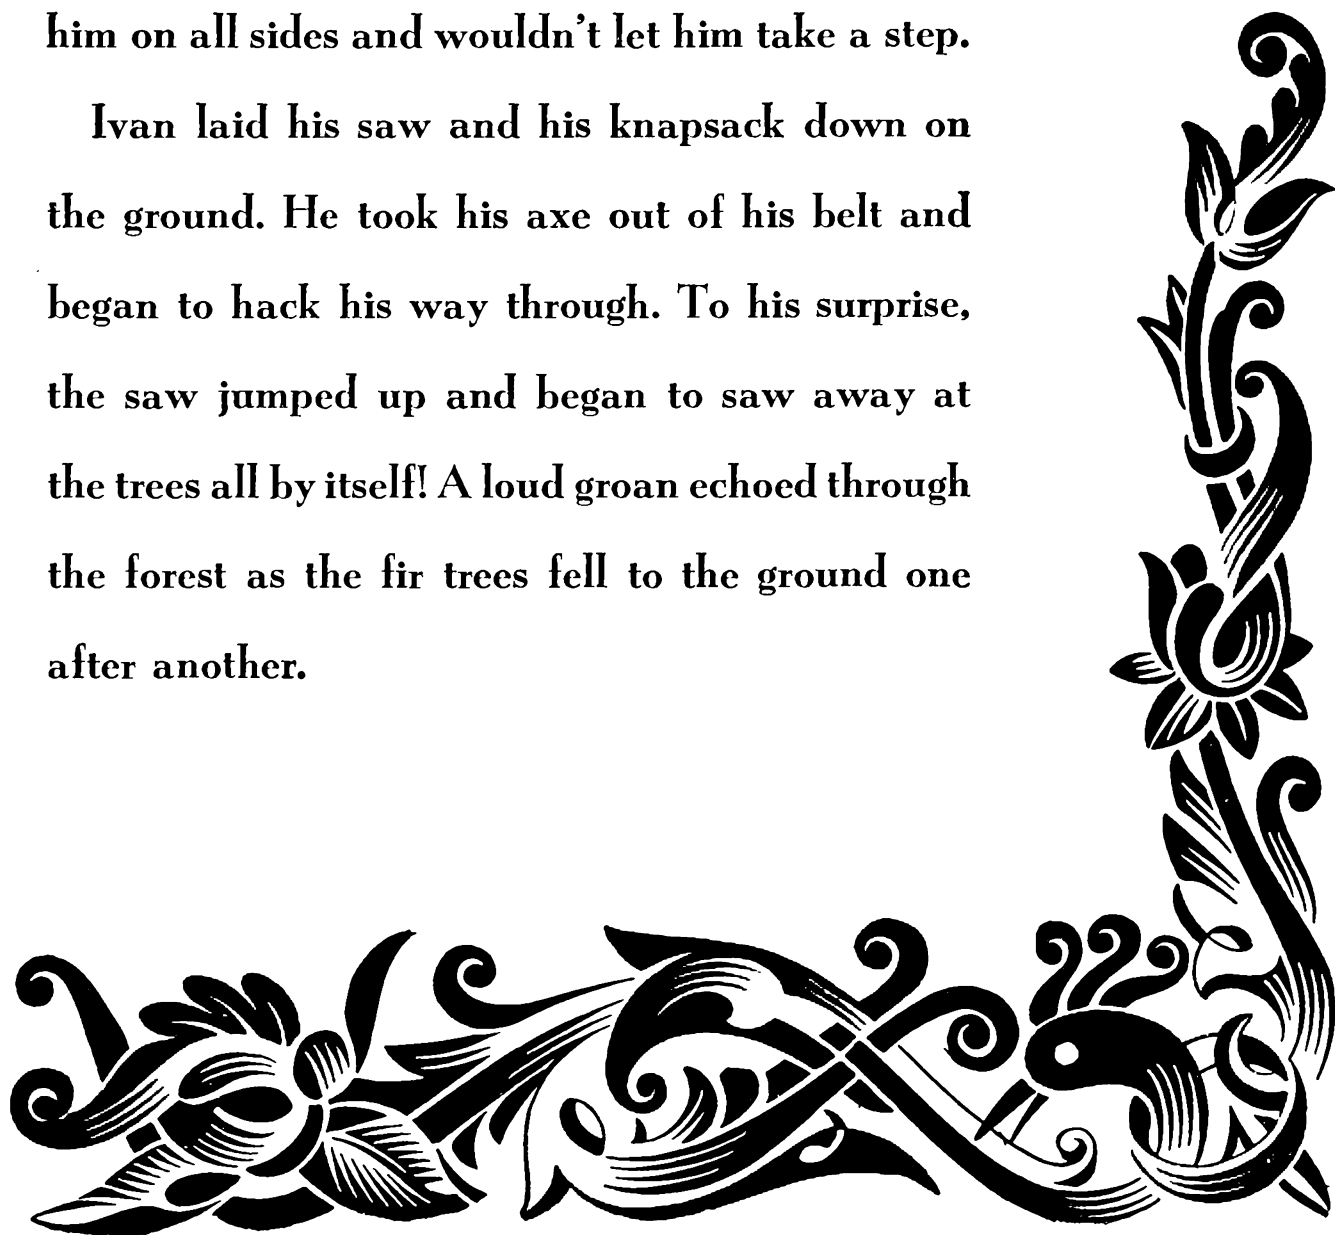 him on all sides and wouldn't let him take a step.
Ivan laid his saw and his knapsack down on
the ground. He took his axe out of his belt and
began to hack his way through. To his surprise,
the saw jumped up and began to saw away at
the trees all by itself! A loud groan echoed through
the forest as the fir trees fell to the ground one
after another.